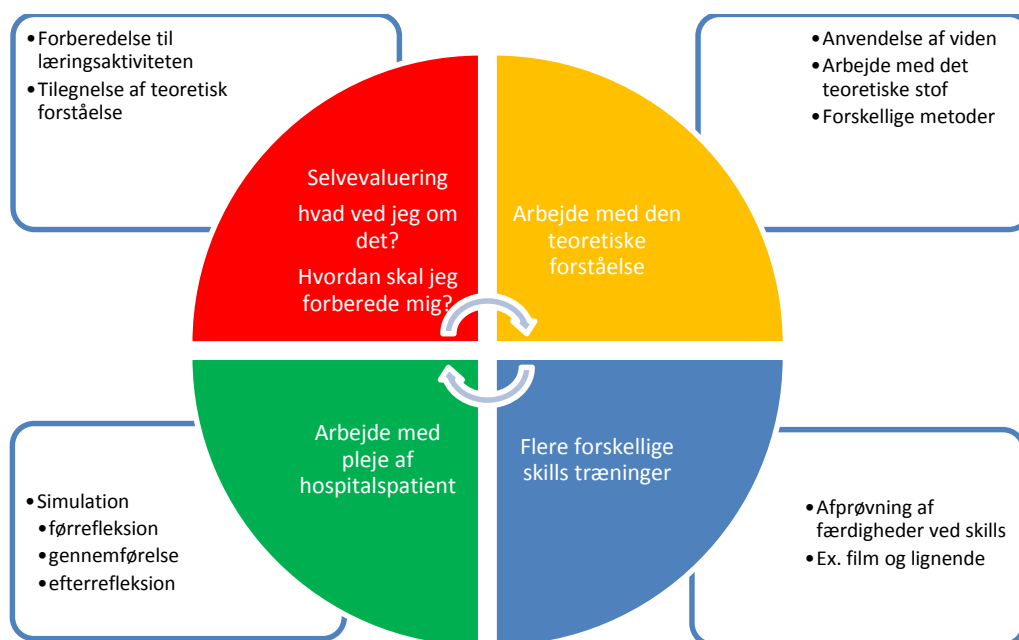 •Forberedelse til
læringsaktiviteten
•Tilegnelse af teoretisk
forståelse
•Anvendelse af viden
•Arbejde med det
teoretiske stof
•Forskellige metoder
Selvevaluering
hvad ved jeg om
det?
Hvordan skal jeg
forberede mig?
Arbejde med den
teoretiske
forståelse
Arbejde med
pleje af
hospitalspatient
Flere forskellige
skills træninger
•Simulation
•førrefleksion
•gennemførelse
•efterrefleksion
•Afprøvning af
færdigheder ved skills
•Ex. film og lignende